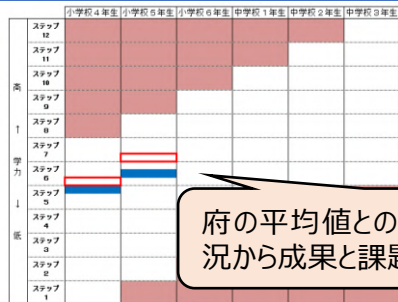 小学校4年生 小学校5年生 小学校6年生 中学校1年生 中学校2年生 中学校3年生
高 ↑ 学力 ↓ 低
ステップ 12
ステップ 11
ステップ 10
ステップ 9
ステップ 8
ステップ 7
ステップ 6
ステップ 5
ステップ 4
ステップ 3
ステップ 2
ステップ 1
府の平均値との
況から成果と課題